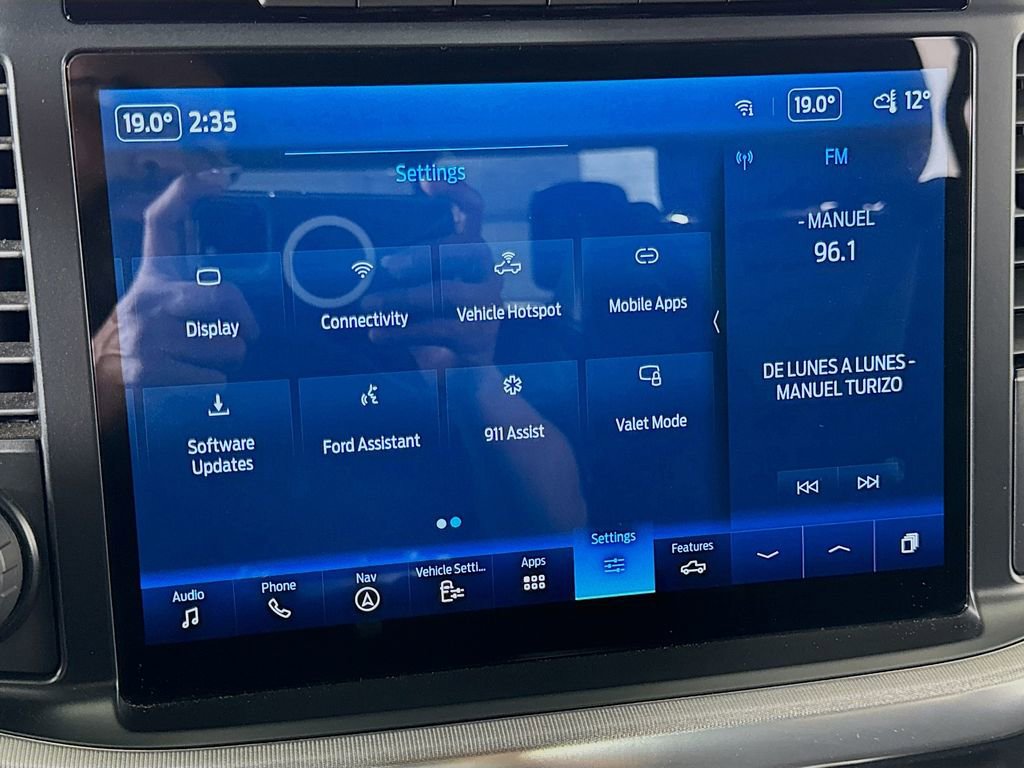 19.0° 2:35
19.0° 12°
Settings
FM
- MANUEL
96.1
Display
Connectivity
Vehicle Hotspot
Mobile Apps
DE LUNES A LUNES -
MANUEL TURIZO
Software
Updates
Ford Assistant
911 Assist
Valet Mode
Audio
Phone
Nav
Vehicle Setti...
Apps
Settings
Features